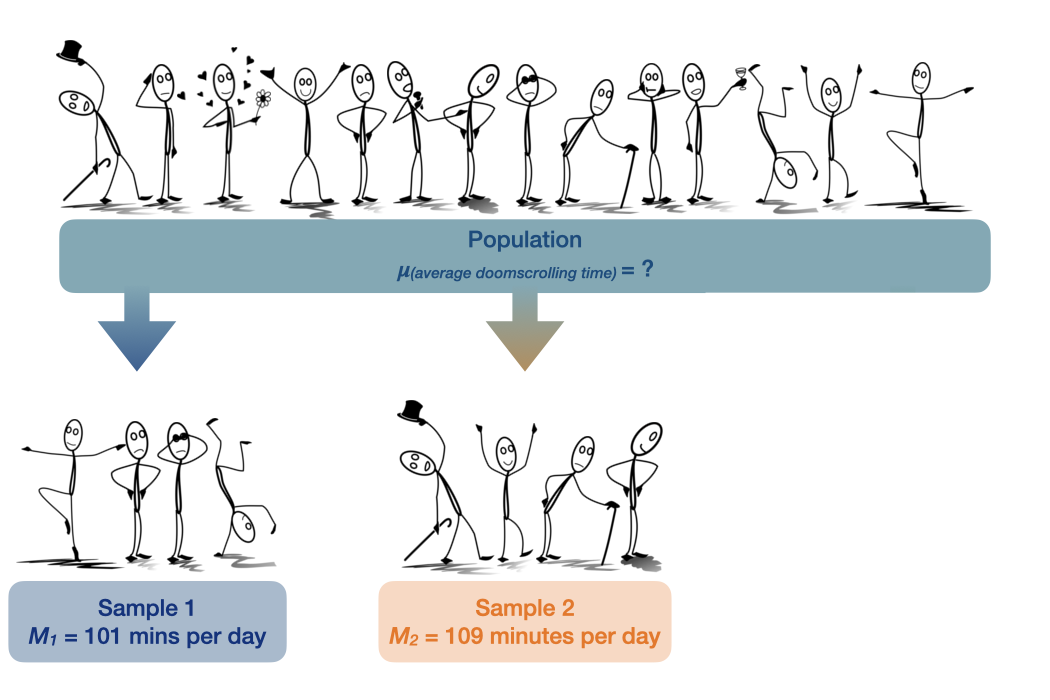 Population
μ(average doomscrolling time) = ?
Sample 1
M1 = 101 mins per day
Sample 2
M2 = 109 minutes per day